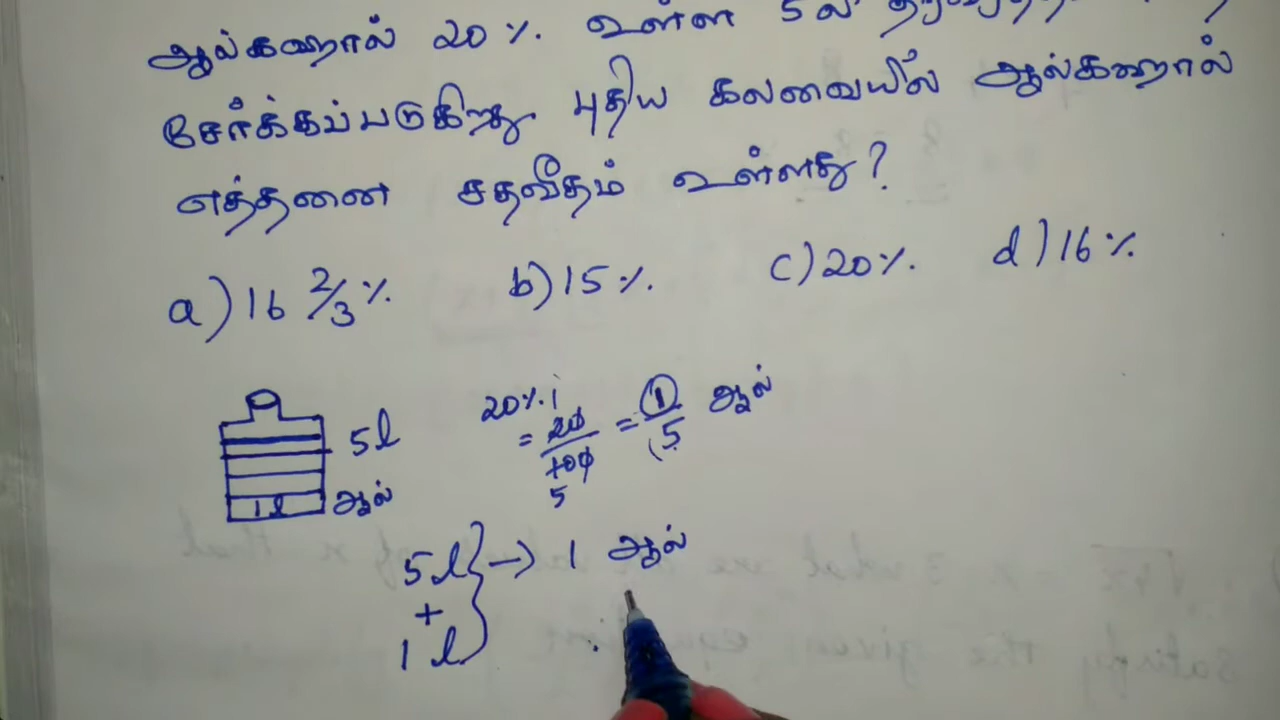 ஆல்கஹால் 20%. உள்ள 5ல
சேர்க்கப்படுகிறது. புதிய கலவையில் ஆல்கஹால்
எத்தனை சதவீதம் உள்ளது?
a) 16 2/3 % b) 15 %. c) 20 %. d) 16 %
20%. = 20/100 = 1/5 ஆல்
5
5l
1l ஆல்
5l } → 1 ஆல்
+
1l